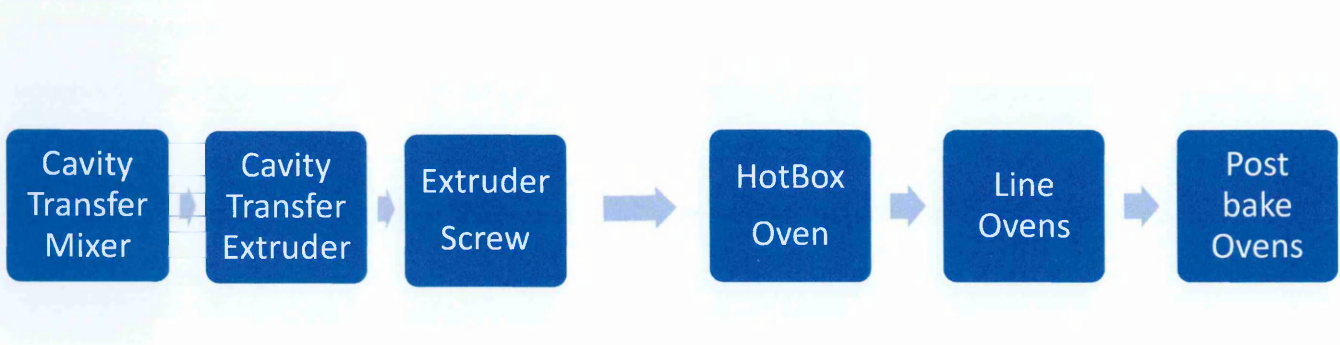 Cavity
Transfer
Mixer
Cavity
Transfer
Extruder
Extruder
Screw
HotBox
Oven
Line
Ovens
Post
bake
Ovens